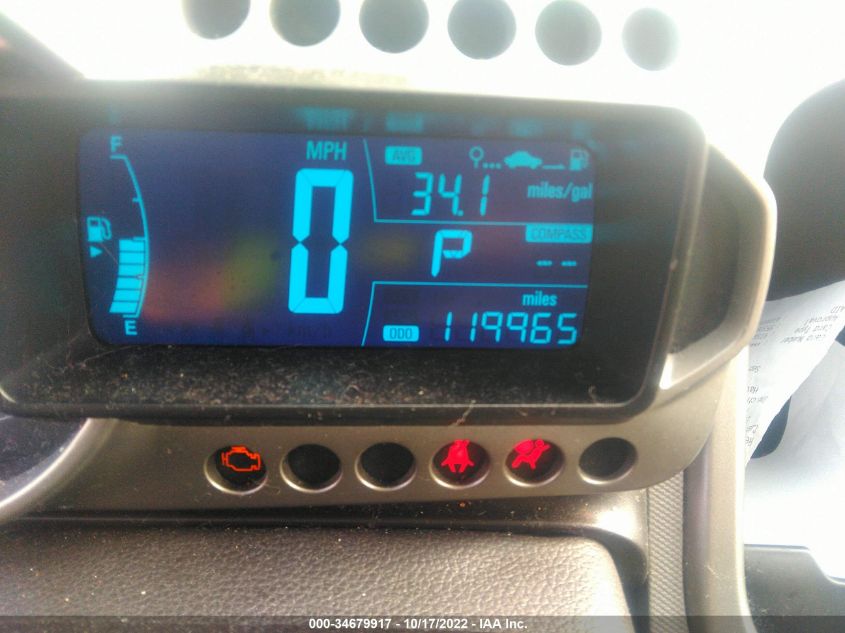 F
MPH
AVG
34.1 miles/gal
0
P
COMPASS
-- --
E
miles
ODO 119965
000-34679917 - 10/17/2022 - IAA Inc.